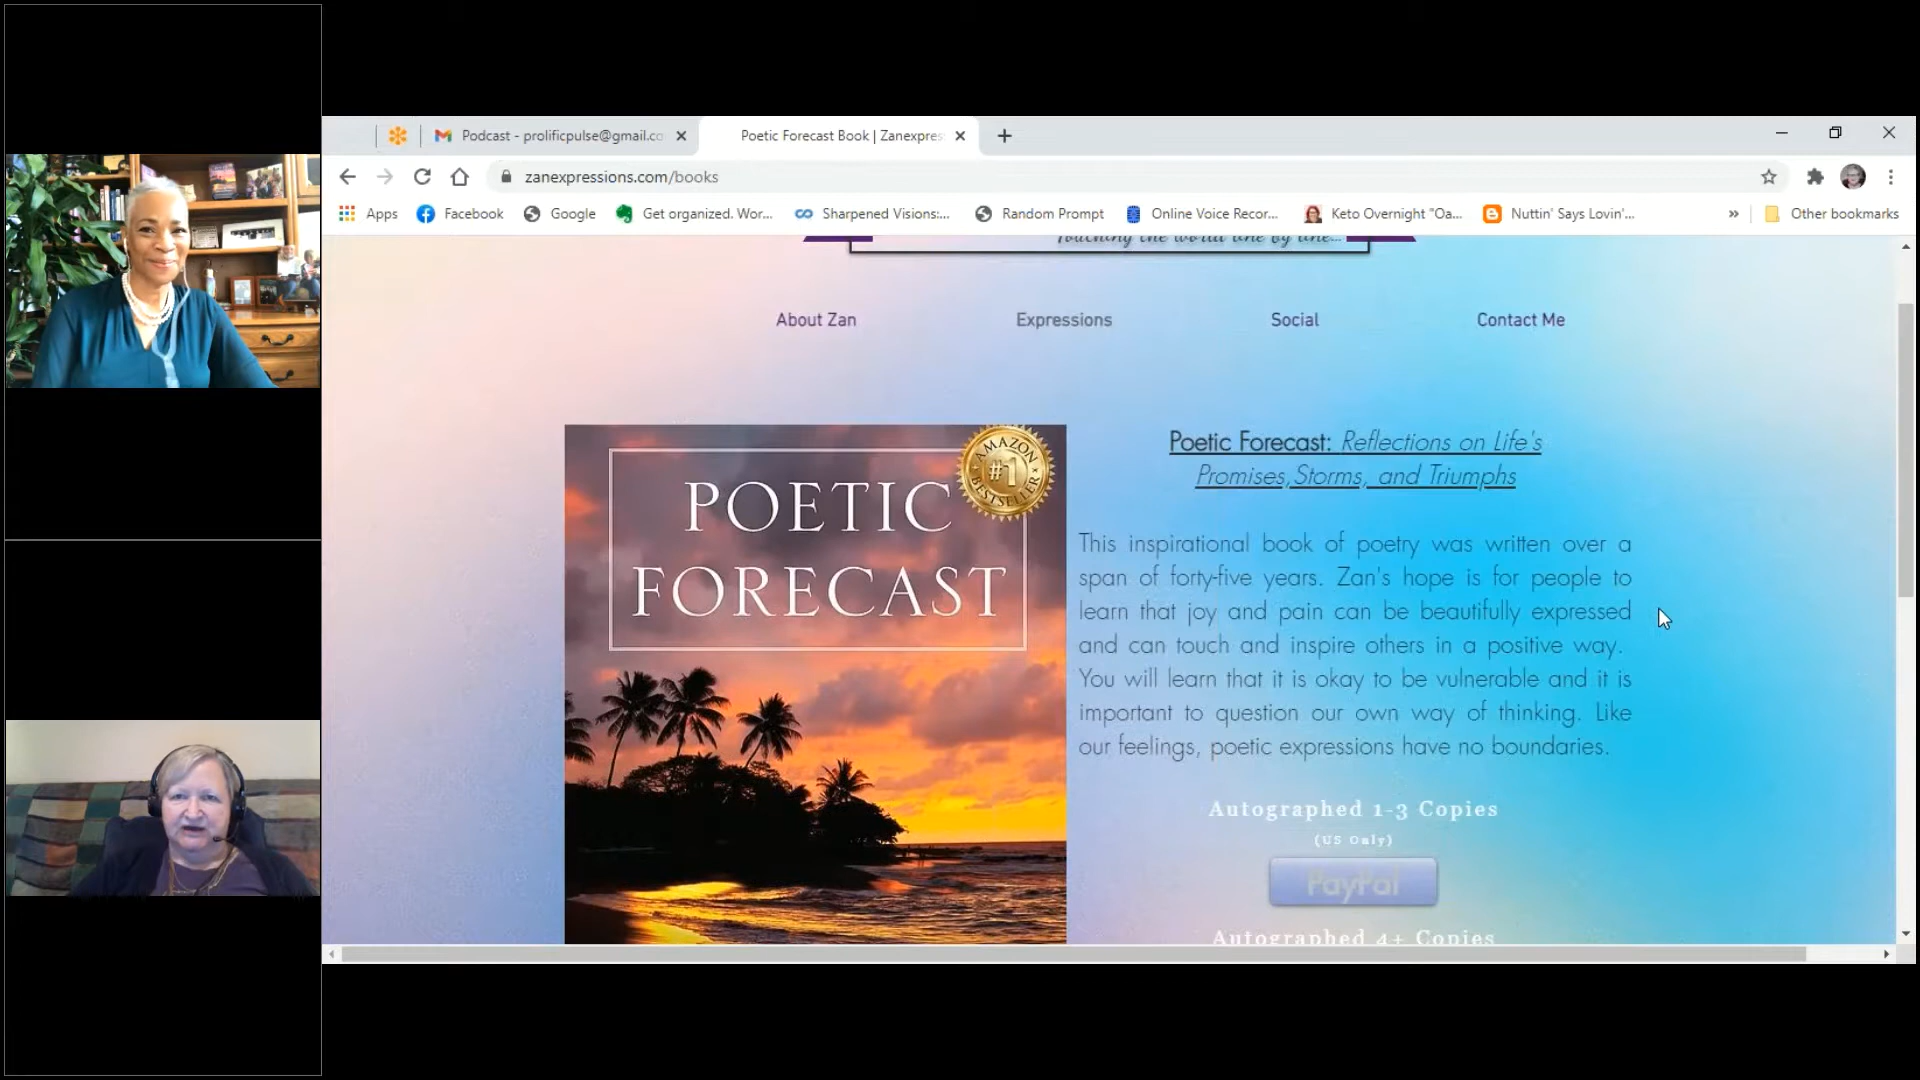 Podcast - prolificpulse@gmail.co
Poetic Forecast Book | Zanexpres
zanexpressions.com/books
Apps
Facebook
Google
Get organized. Wor...
Sharpened Visions:...
Random Prompt
Online Voice Recor...
Keto Overnight "Oa...
Nuttin' Says Lovin'...
»
Other bookmarks
Touching the world line by line...
About Zan
Expressions
Social
Contact Me
AMAZON
#1
BESTSELLER
POETIC
FORECAST
Poetic Forecast: Reflections on Life's
Promises,Storms, and Triumphs
This inspirational book of poetry was written over a
span of forty-five years. Zan's hope is for people to
learn that joy and pain can be beautifully expressed
and can touch and inspire others in a positive way.
You will learn that it is okay to be vulnerable and it is
important to question our own way of thinking. Like
our feelings, poetic expressions have no boundaries.
Autographed 1-3 Copies
(US Only)
PayPal
Autographed 4+ Copies